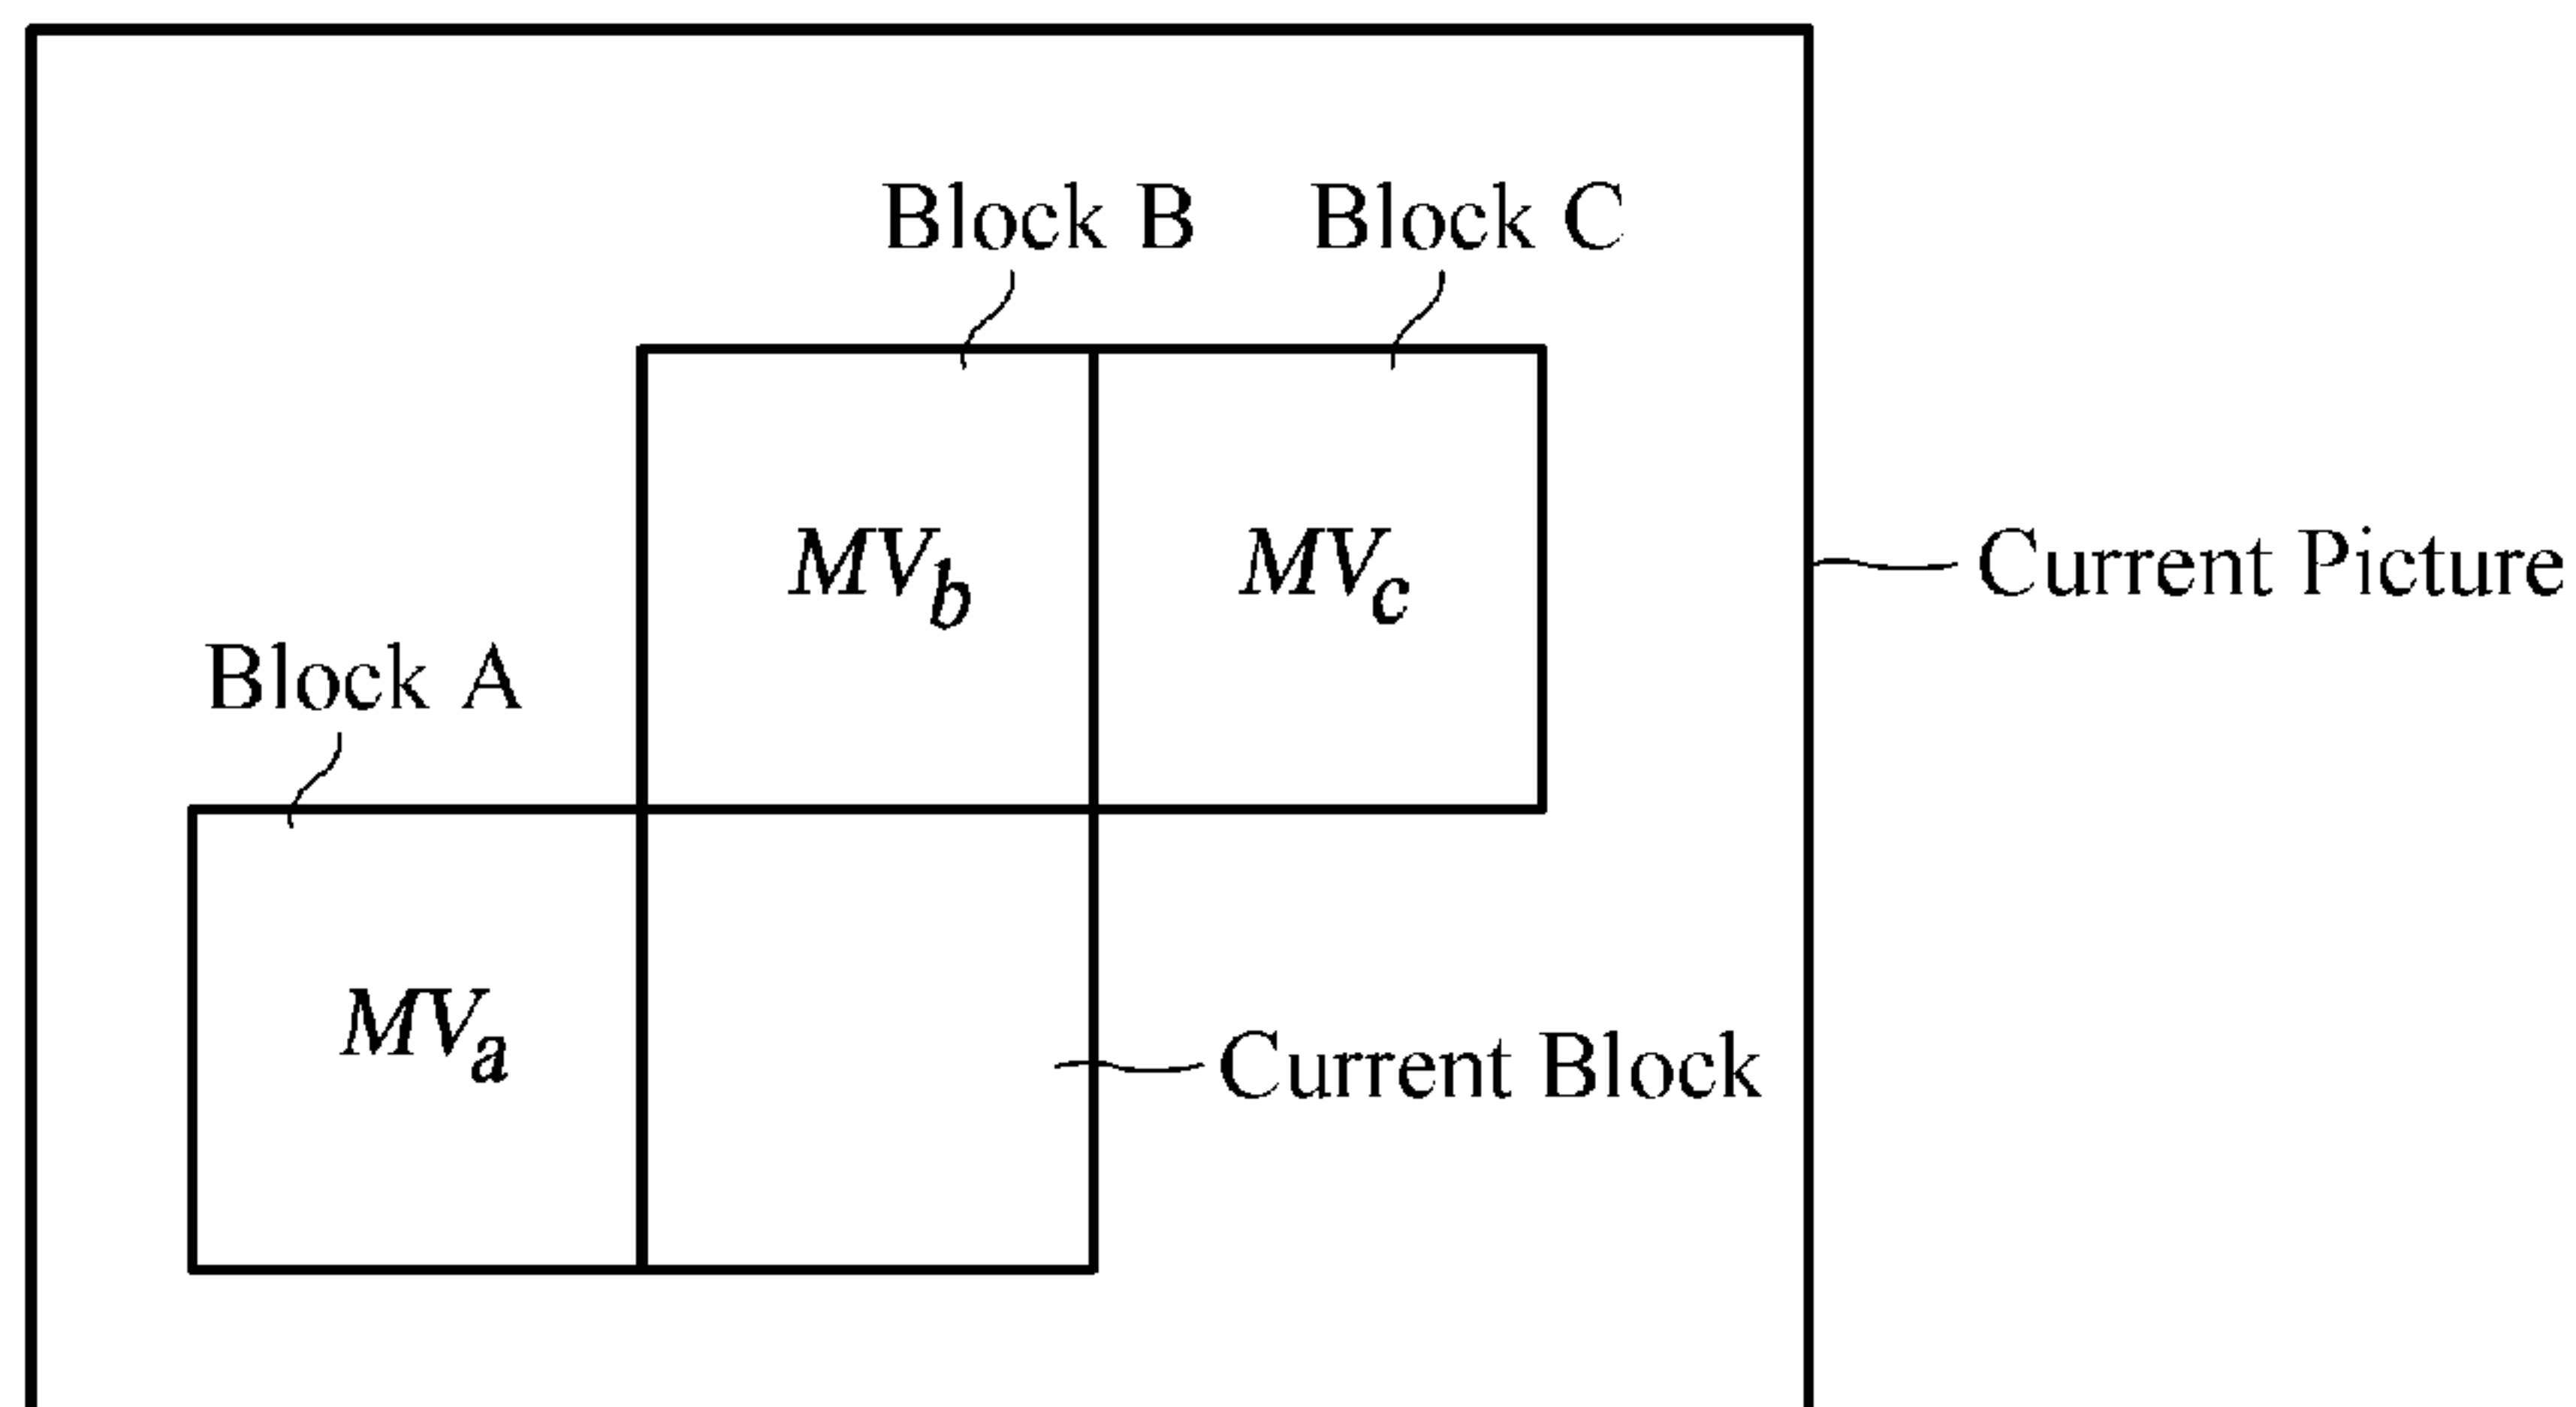 Block B
Block C
MVb
MVc
Current Picture
Block A
MVa
Current Block